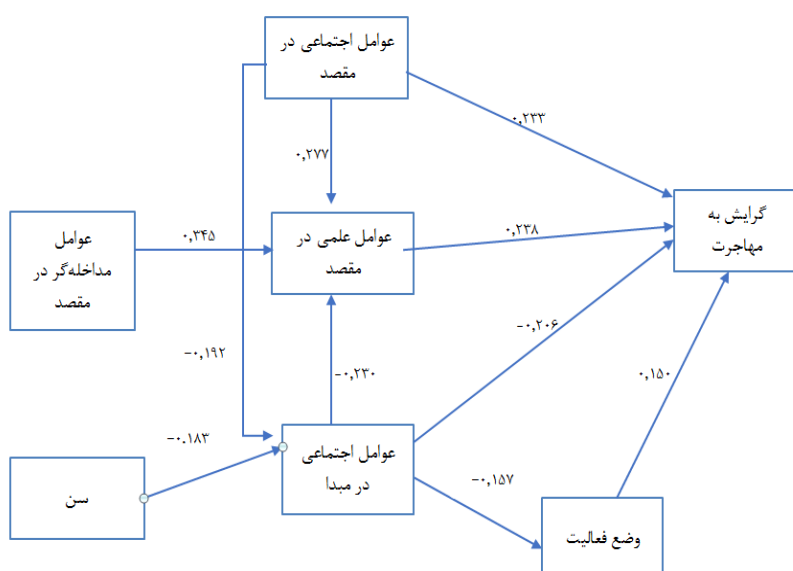 عوامل اجتماعی در
مقصد
۰,۲۳۳
۰,۲۷۷
گرایش به
مهاجرت
عوامل
مداخله‌گر در
مقصد
۰,۳۴۵
عوامل علمی در
مقصد
۰,۲۳۸
-۰,۲۰۶
-۰,۱۹۲
-۰,۲۳۰
۰,۱۵۰
-۰.۱۸۳
عوامل اجتماعی
در مبدا
-۰,۱۵۷
سن
وضع فعالیت